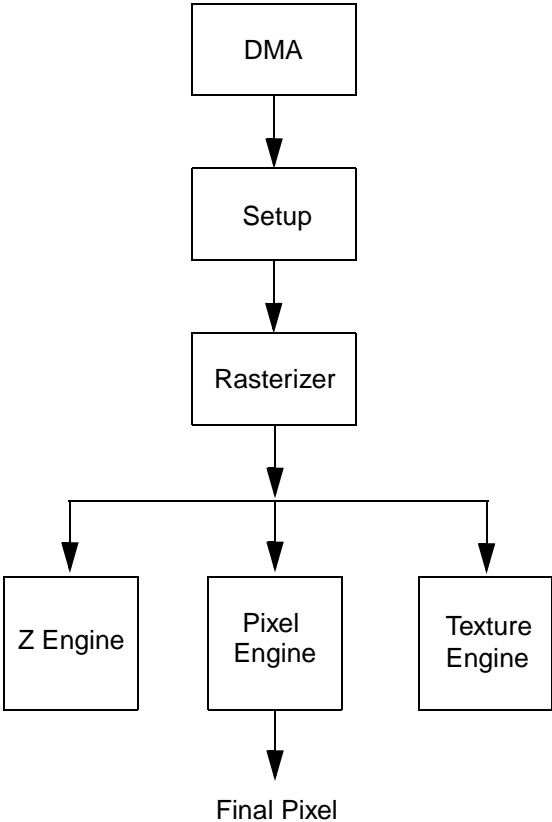 DMA
Setup
Rasterizer
Z Engine
Pixel
Engine
Texture
Engine
Final Pixel